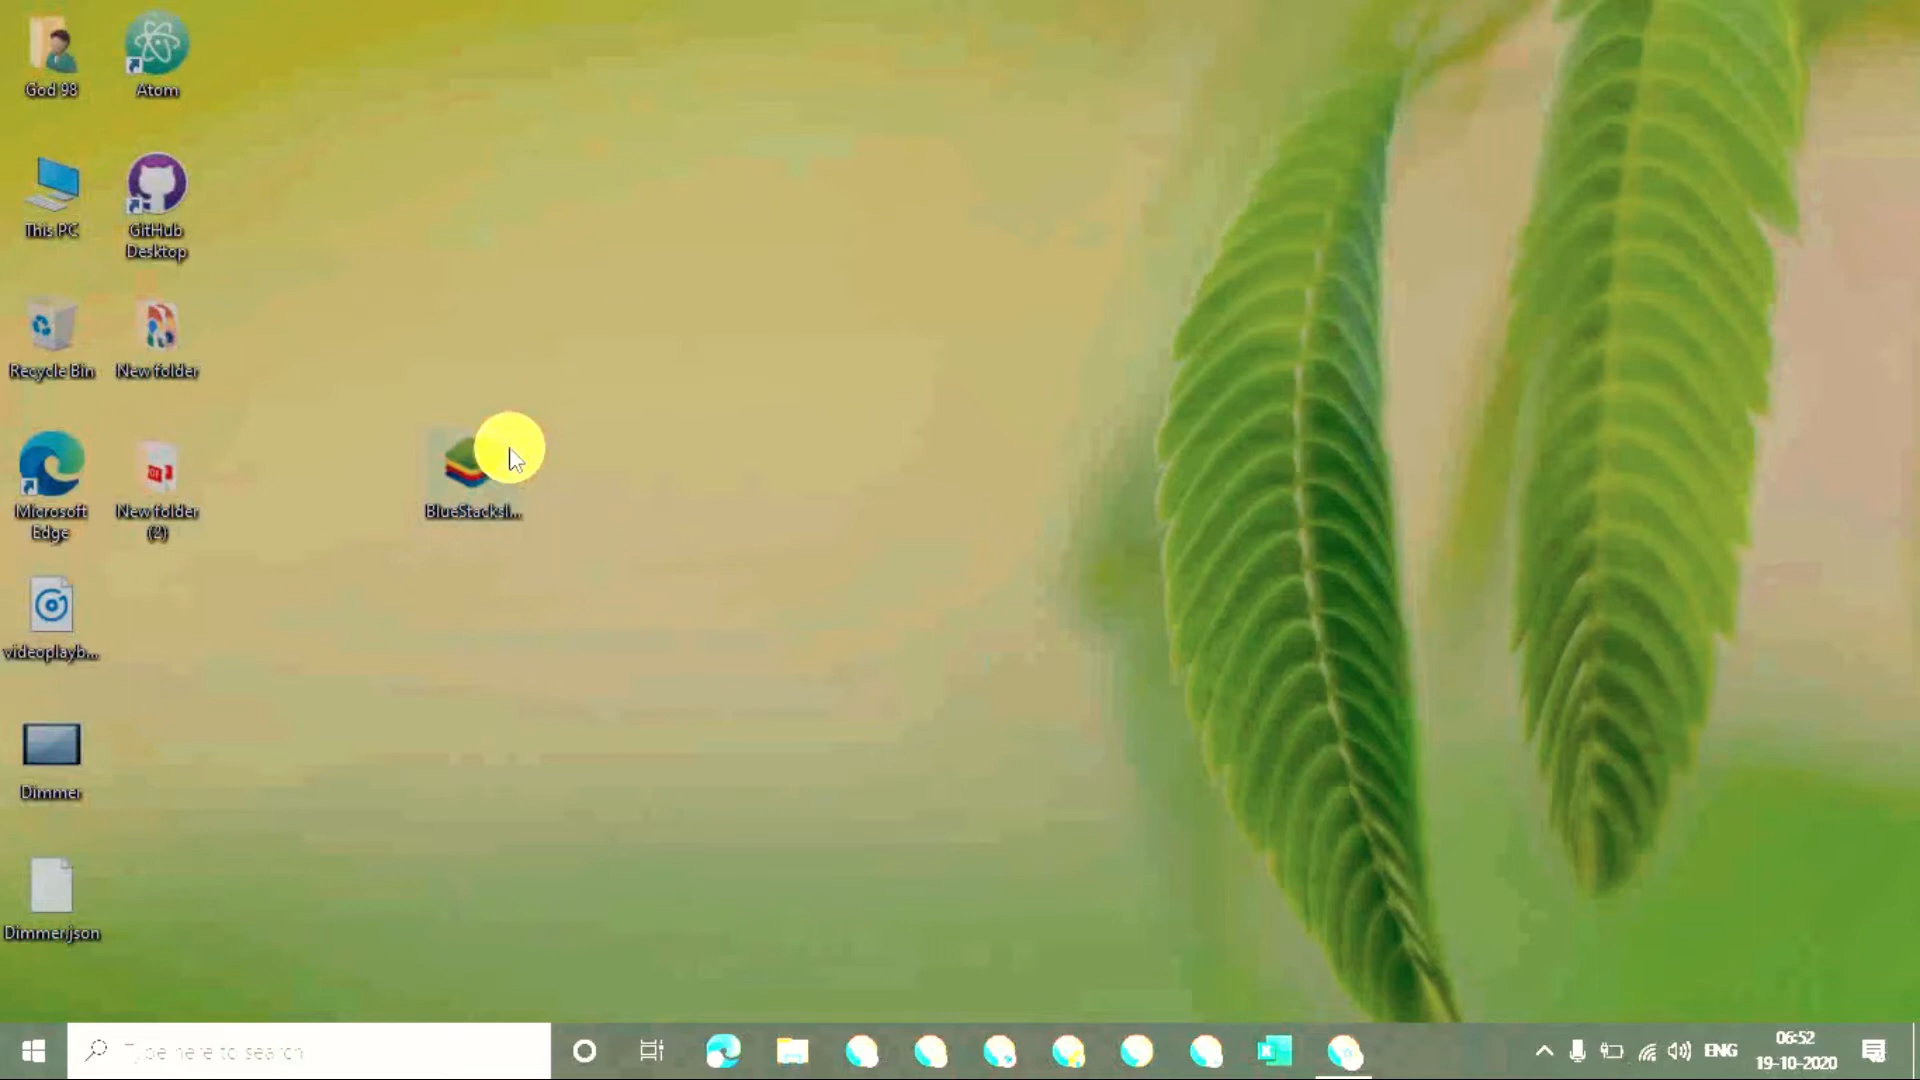 God 98
Atom
This PC
GitHub
Desktop
Recycle Bin
New folder
Microsoft
Edge
New folder
(2)
BlueStacksI...
videoplayb...
Dimmer
Dimmer.json
Type here to search
ENG
06:52
19-10-2020